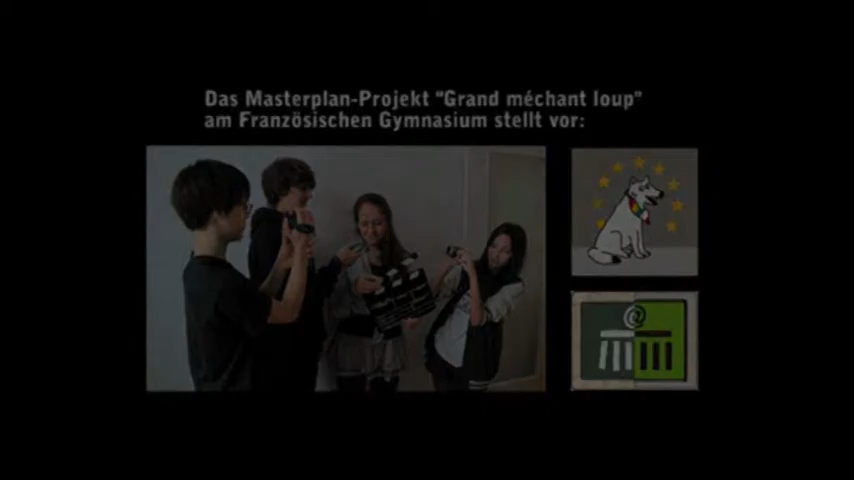 Das Masterplan-Projekt "Grand méchant loup"
am Französischen Gymnasium stellt vor:
@